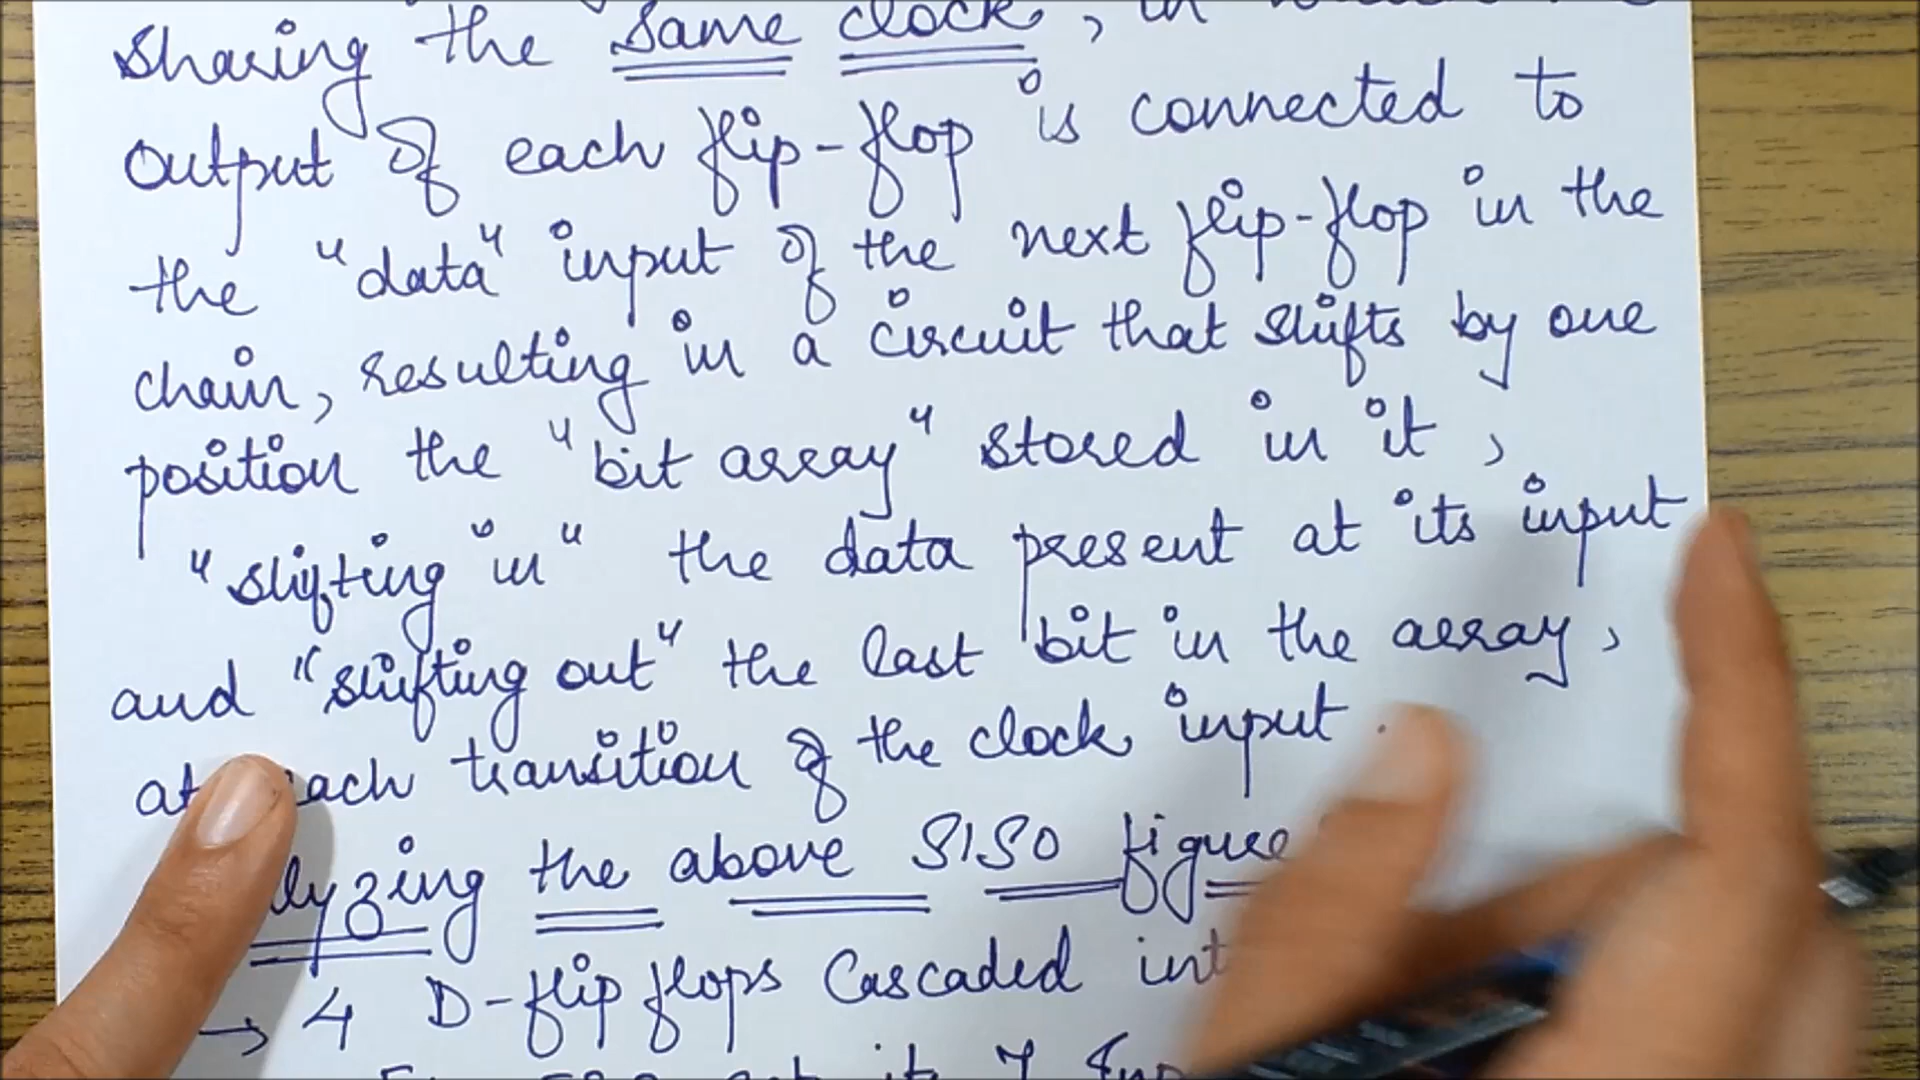 sharing the same clock, in
output of each flip-flop is connected to
the "data" input of the next flip-flop in the
chain, resulting in a circuit that shifts by one
position the "bit array" stored in it,
"shifting in" the data present at its input
and "shifting out" the last bit in the array,
at each transition of the clock input.
lyzing the above SISO figure
→ 4 D-flip flops Cascaded int